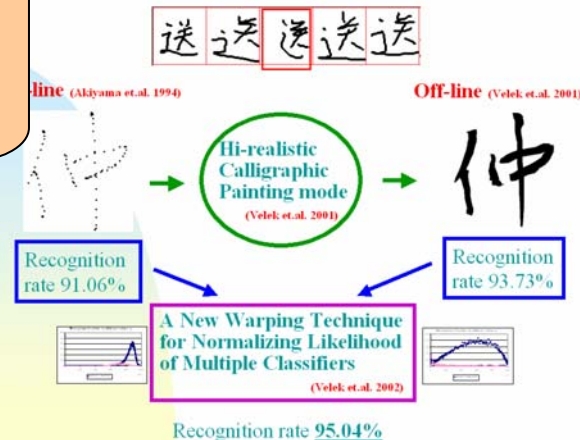 送 送 送 送 送
-line (Akiyama et.al. 1994)
Off-line (Velek et.al. 2001)
仲
Hi-realistic
Calligraphic
Painting mode
(Velek et.al. 2001)
仲
Recognition
rate 91.06%
Recognition
rate 93.73%
A New Warping Technique
for Normalizing Likelihood
of Multiple Classifiers
(Velek et.al. 2002)
Recognition rate 95.04%